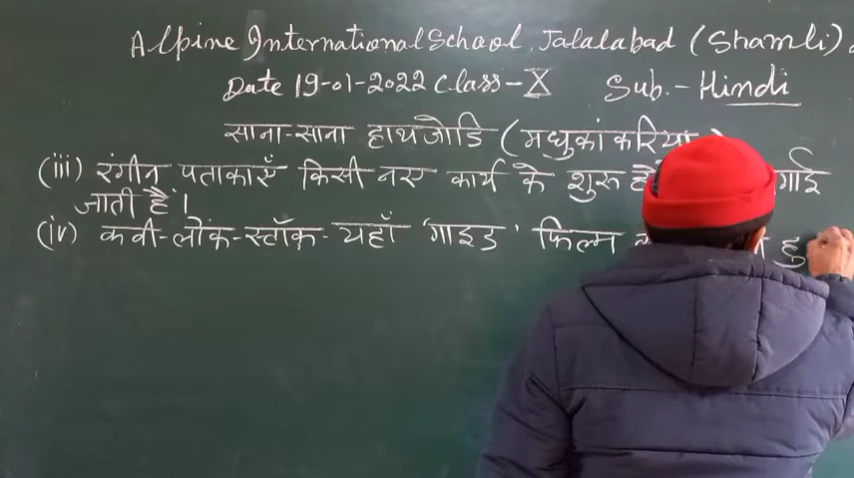 Alpine International School, Jalalabad (Shamli)
Date 19-01-2022 Class-X Sub.- Hindi
साना-साना हाथजोडि (मधुकांकरिया
(iii) रंगीन पताकाएँ किसी नए कार्य के शुरू
जाती हैं।
(iv) कवी-लोंक-स्टॉक-यहाँ 'गाइड' फिल्म हु